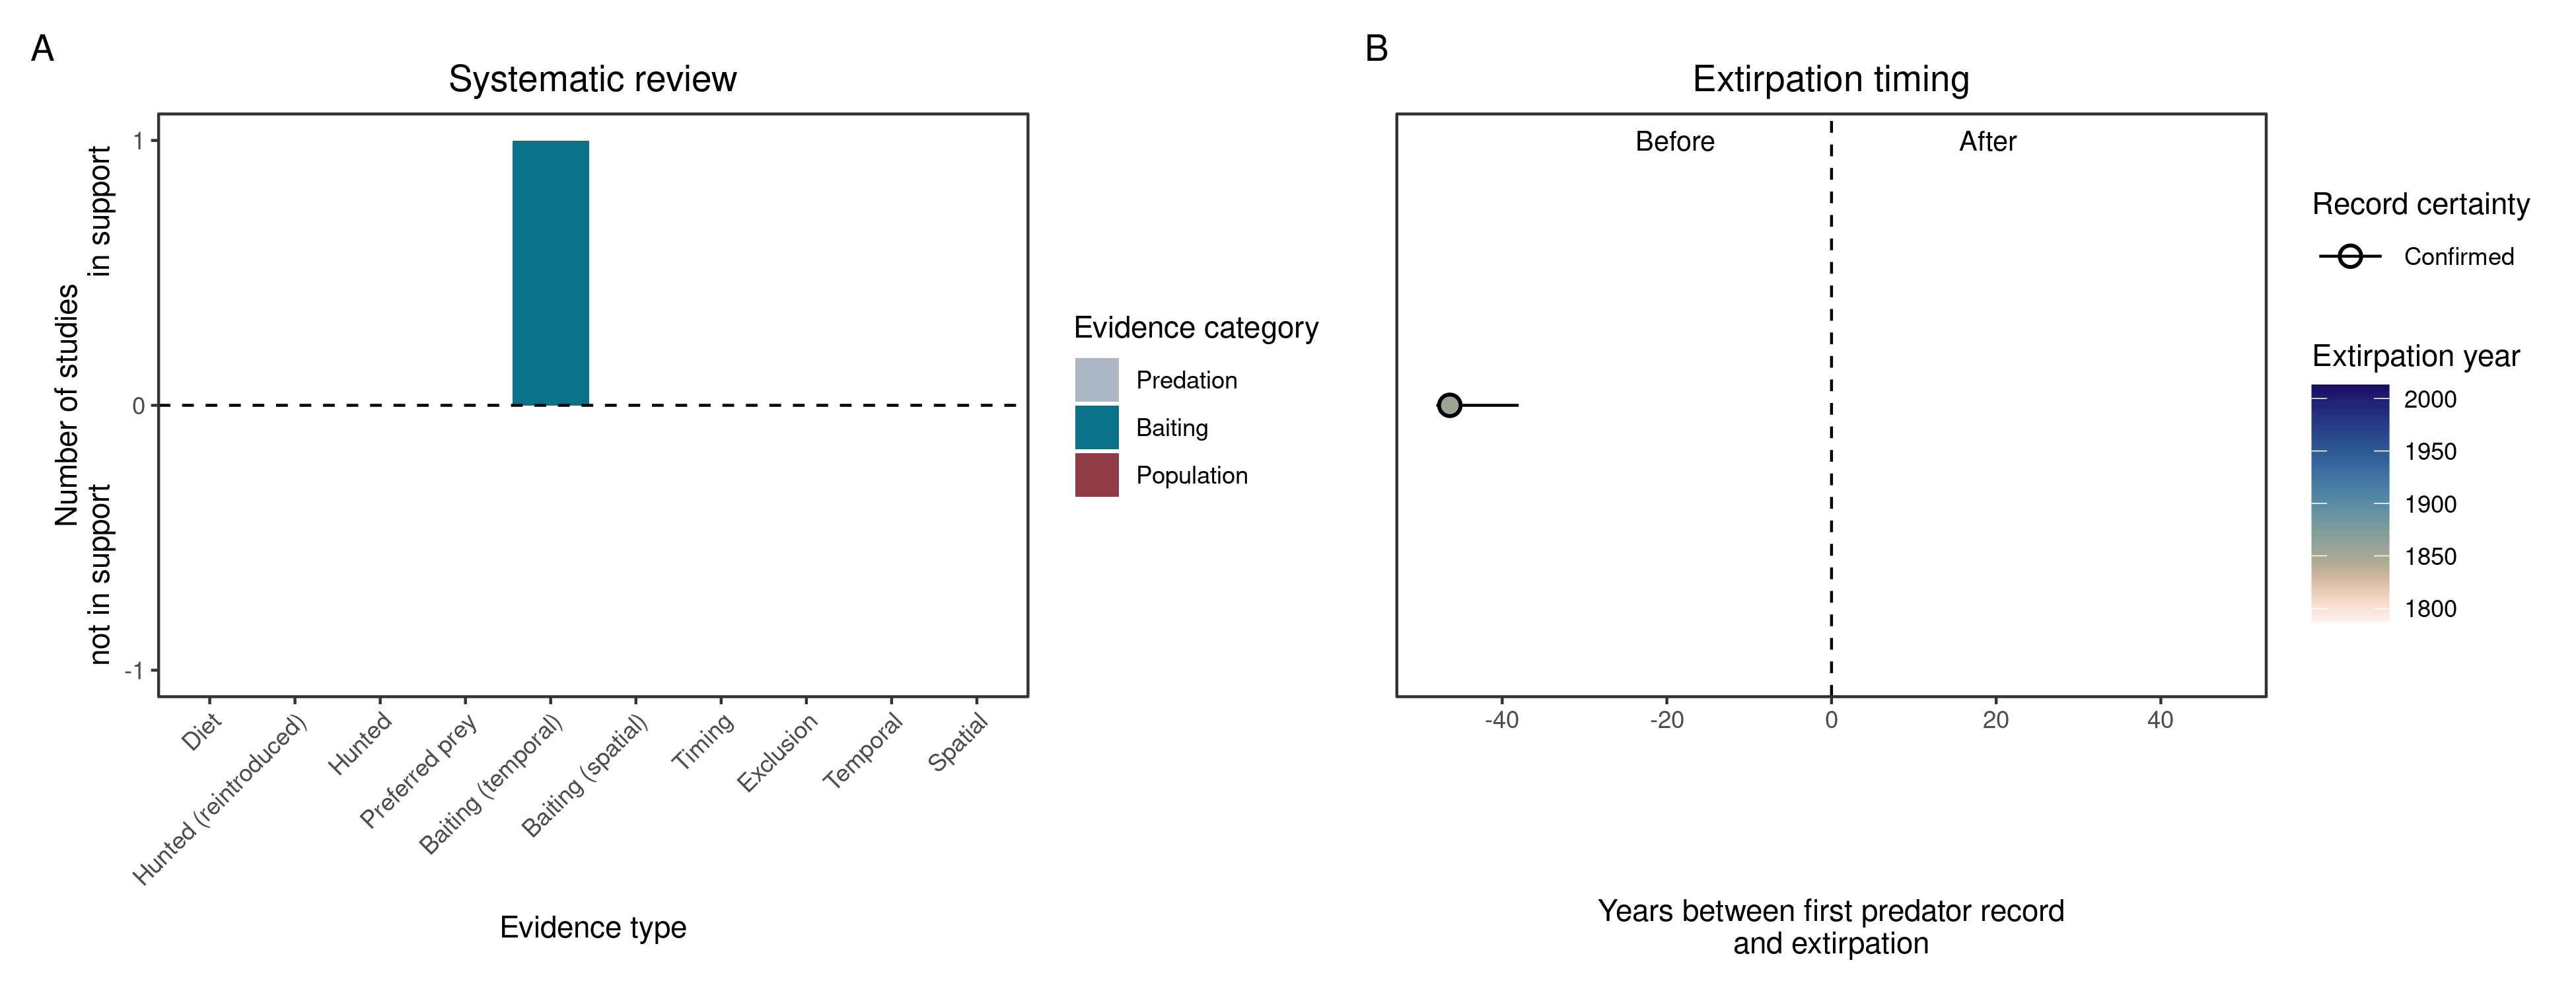 A
Systematic review
Number of studies
in support
not in support
1
0
-1
Diet
Hunted (reintroduced)
Hunted
Preferred prey
Baiting (temporal)
Baiting (spatial)
Timing
Exclusion
Temporal
Spatial
Evidence type
Evidence category
Predation
Baiting
Population
B
Extirpation timing
Before
After
-40
-20
0
20
40
Years between first predator record
and extirpation
Record certainty
Confirmed
Extirpation year
2000
1950
1900
1850
1800